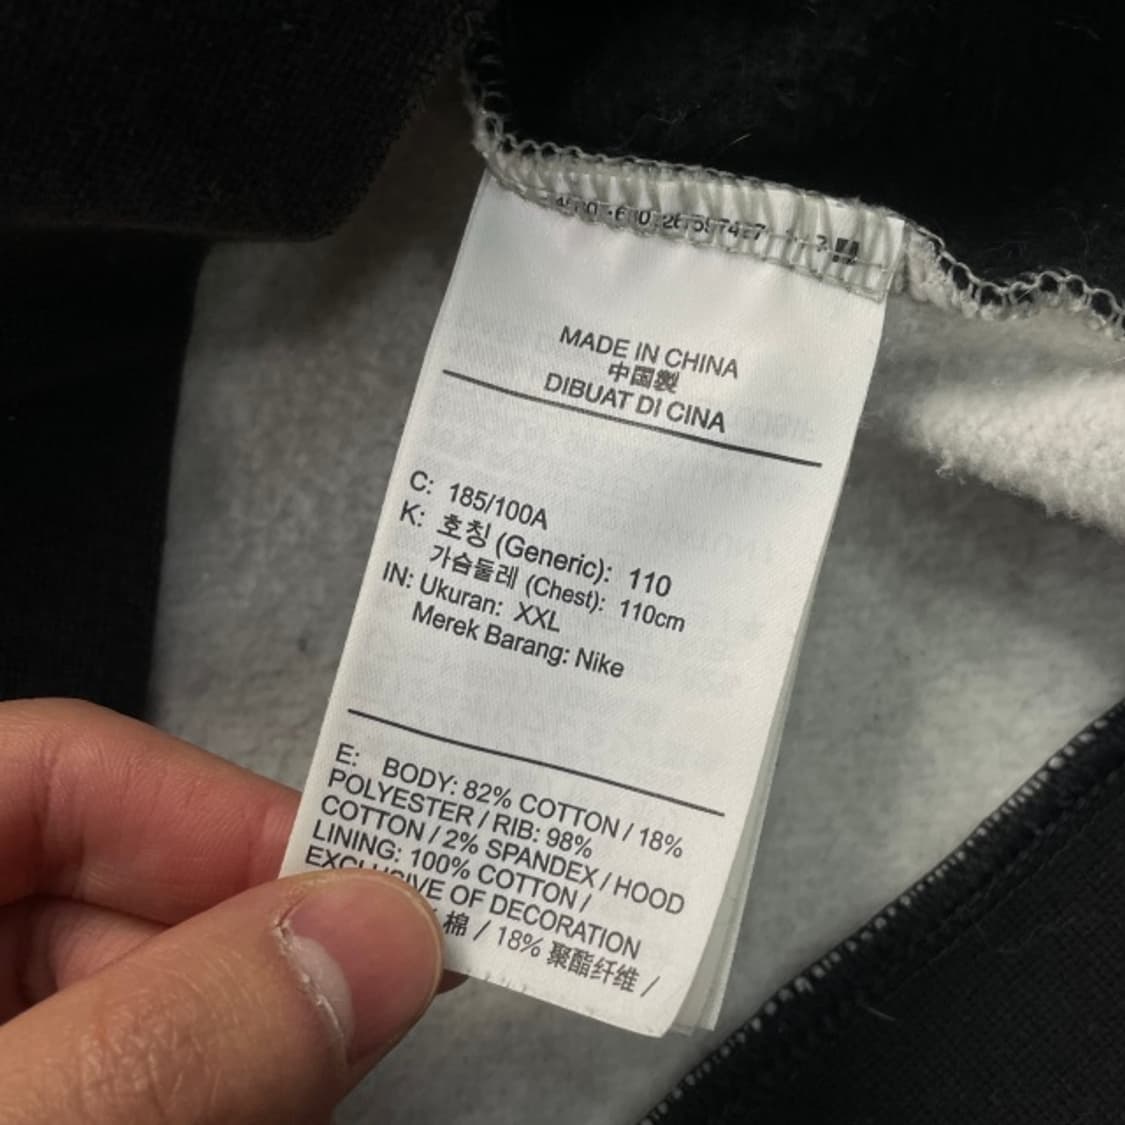 MADE IN CHINA
中国製
DIBUAT DI CINA
C: 185/100A
K: 호칭 (Generic): 110
가슴둘레 (Chest): 110cm
IN: Ukuran: XXL
Merek Barang: Nike
E: BODY: 82% COTTON / 18%
POLYESTER / RIB: 98%
COTTON / 2% SPANDEX / HOOD
LINING: 100% COTTON /
EXCLUSIVE OF DECORATION
棉 / 18% 聚酯纤维 /